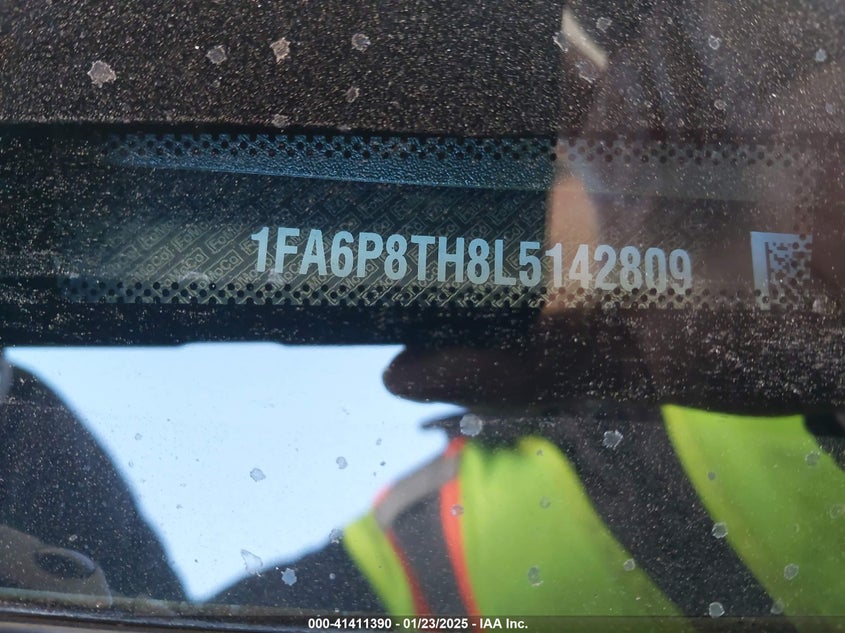 1FA6P8TH8L5142809
000-41411390 | 01/23/2025 – IAA Inc.